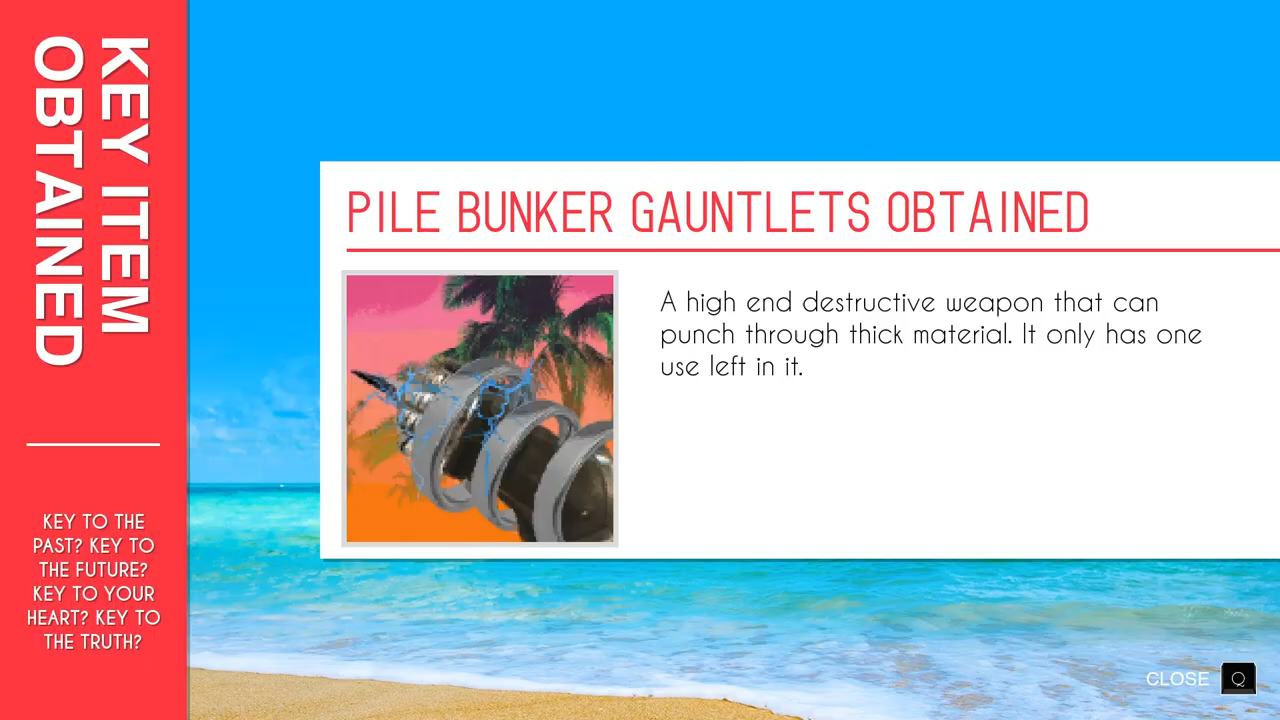 KEY ITEM
OBTAINED
KEY TO THE
PAST? KEY TO
THE FUTURE?
KEY TO YOUR
HEART? KEY TO
THE TRUTH?
PILE BUNKER GAUNTLETS OBTAINED
A high end destructive weapon that can
punch through thick material. It only has one
use left in it.
CLOSE Q